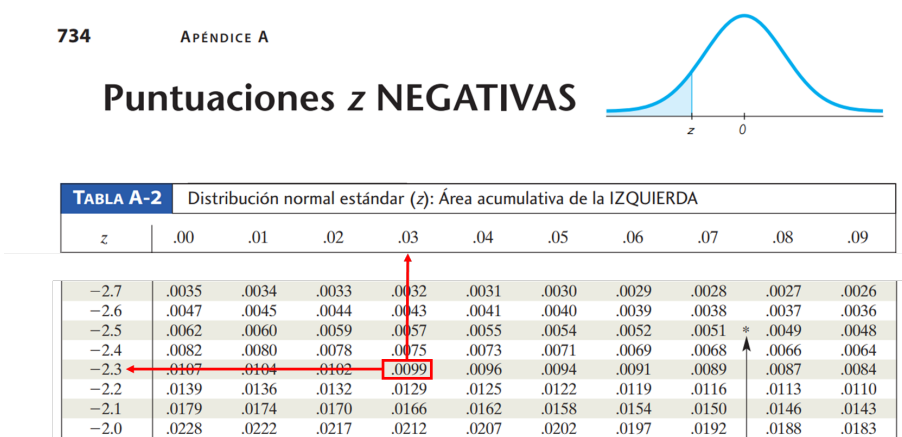 734 APÉNDICE A
Puntuaciones z NEGATIVAS
z 0
TABLA A-2 Distribución normal estándar (z): Área acumulativa de la IZQUIERDA
z .00 .01 .02 .03 .04 .05 .06 .07 .08 .09
−2.7 .0035 .0034 .0033 .0032 .0031 .0030 .0029 .0028 .0027 .0026
−2.6 .0047 .0045 .0044 .0043 .0041 .0040 .0039 .0038 .0037 .0036
−2.5 .0062 .0060 .0059 .0057 .0055 .0054 .0052 .0051 * .0049 .0048
−2.4 .0082 .0080 .0078 .0075 .0073 .0071 .0069 .0068 .0066 .0064
−2.3 .0107 .0104 .0102 .0099 .0096 .0094 .0091 .0089 .0087 .0084
−2.2 .0139 .0136 .0132 .0129 .0125 .0122 .0119 .0116 .0113 .0110
−2.1 .0179 .0174 .0170 .0166 .0162 .0158 .0154 .0150 .0146 .0143
−2.0 .0228 .0222 .0217 .0212 .0207 .0202 .0197 .0192 .0188 .0183